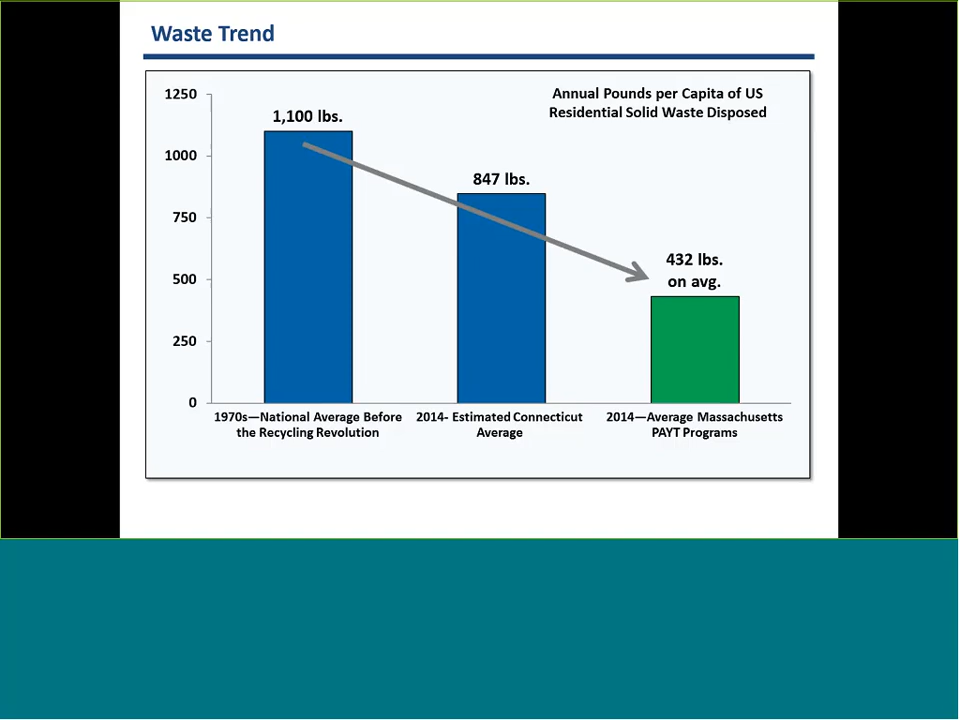 Waste Trend
Annual Pounds per Capita of US
Residential Solid Waste Disposed
1250
1000
750
500
250
0
1,100 lbs.
847 lbs.
432 lbs.
on avg.
1970s—National Average Before
the Recycling Revolution
2014- Estimated Connecticut
Average
2014—Average Massachusetts
PAYT Programs